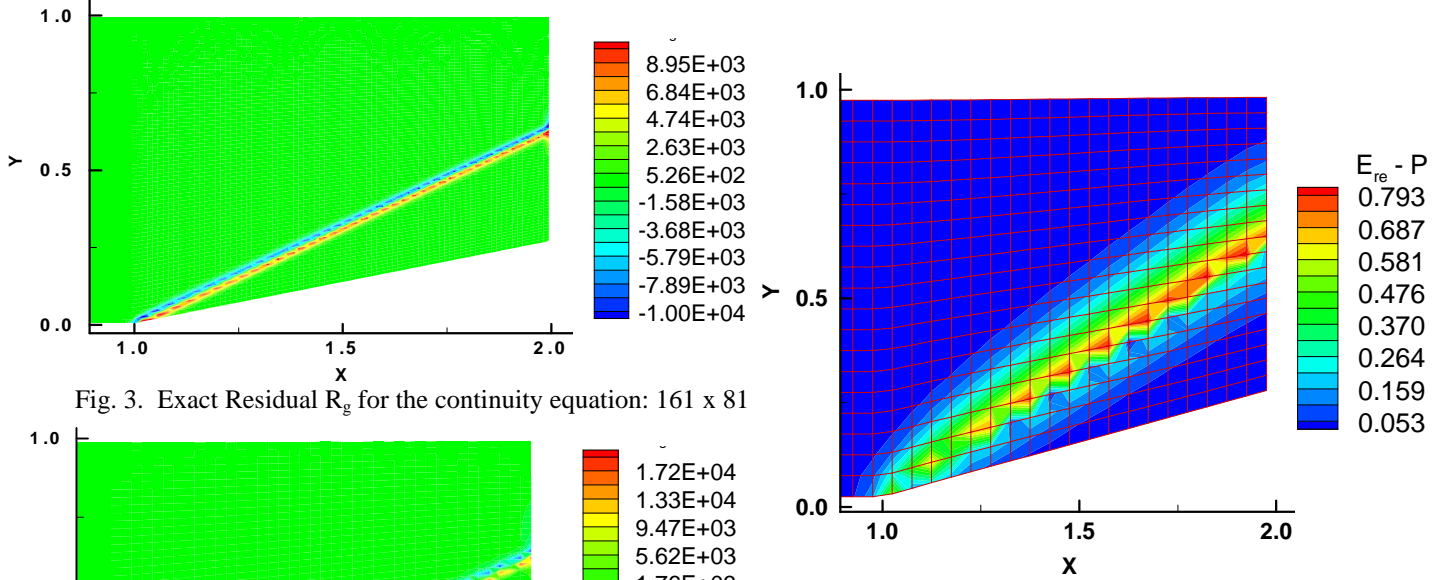 1.0
0.5
0.0
Y
1.0
1.5
2.0
X
8.95E+03
6.84E+03
4.74E+03
2.63E+03
5.26E+02
-1.58E+03
-3.68E+03
-5.79E+03
-7.89E+03
-1.00E+04
Fig. 3. Exact Residual Rg for the continuity equation: 161 x 81
1.0
1.72E+04
1.33E+04
9.47E+03
5.62E+03
1.0
0.5
0.0
Y
1.0
1.5
2.0
X
Ere - P
0.793
0.687
0.581
0.476
0.370
0.264
0.159
0.053